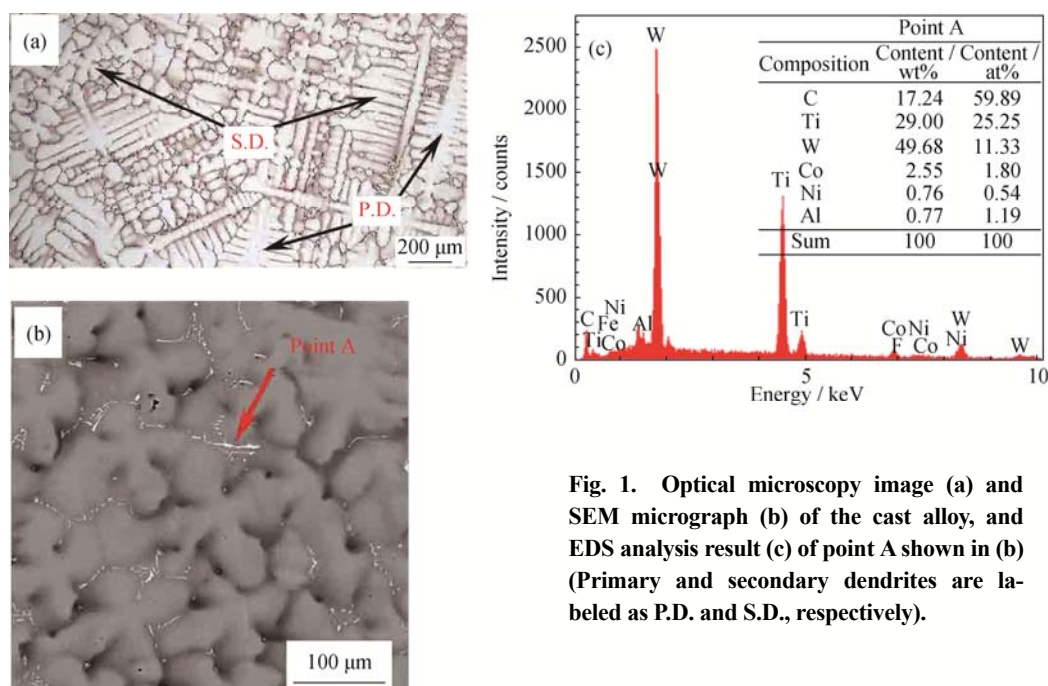 (a)
S.D.
P.D.
200 μm
(b)
Point A
100 μm
(c)
Intensity / counts
2500
2000
1500
1000
500
0
W
W
Ti
C
Ti
Fe
Ni
Co
Al
Ti
Co
F
Ni
Co
W
Ni
W
0
5
10
Energy / keV
Point A
Composition Content / wt% Content / at%
C 17.24 59.89
Ti 29.00 25.25
W 49.68 11.33
Co 2.55 1.80
Ni 0.76 0.54
Al 0.77 1.19
Sum 100 100
Fig. 1. Optical microscopy image (a) and
SEM micrograph (b) of the cast alloy, and
EDS analysis result (c) of point A shown in (b)
(Primary and secondary dendrites are la-
beled as P.D. and S.D., respectively).